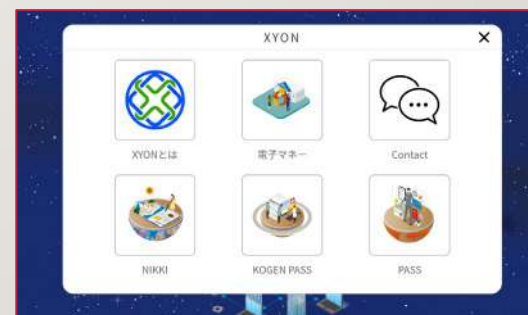 XYON
XYONとは
電子マネー
Contact
NIKKI
KOGEN PASS
PASS